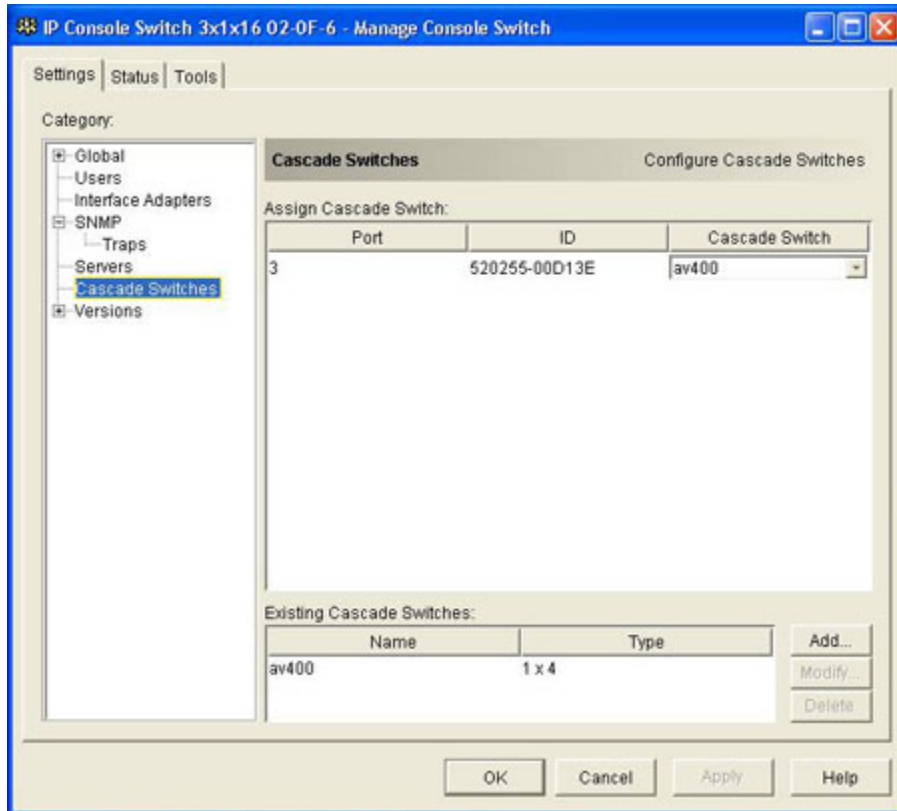 IP Console Switch 3x1x16 02-0F-6 - Manage Console Switch
Settings Status Tools
Category:
Global
Users
Interface Adapters
SNMP
Traps
Servers
Cascade Switches
Versions
Cascade Switches Configure Cascade Switches
Assign Cascade Switch:
Port ID Cascade Switch
3 520255-00D13E av400
Existing Cascade Switches:
Name Type
av400 1 x 4
Add...
Modify...
Delete
OK Cancel Apply Help